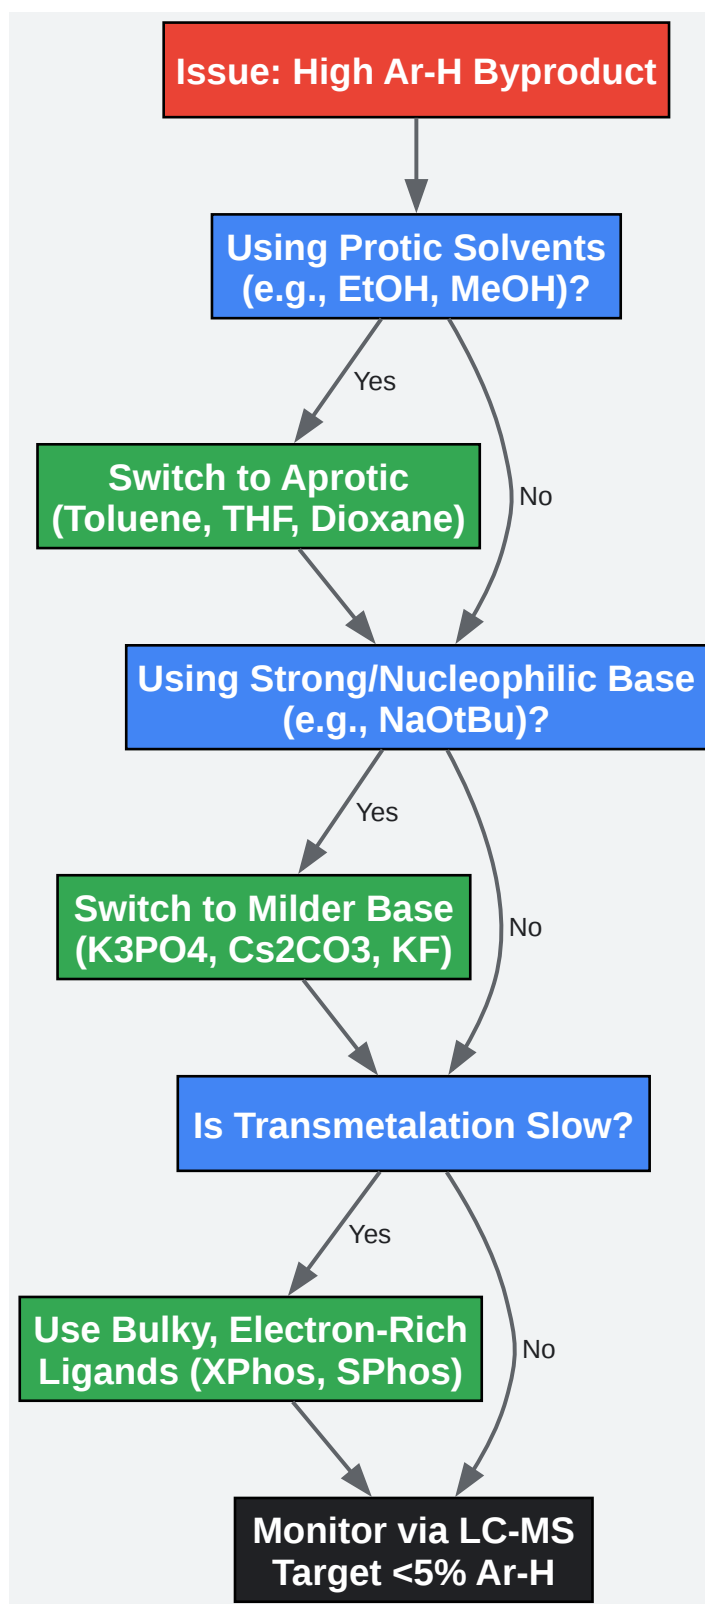 Issue: High Ar-H Byproduct
Using Protic Solvents
(e.g., EtOH, MeOH)?
Yes
Switch to Aprotic
(Toluene, THF, Dioxane)
No
Using Strong/Nucleophilic Base
(e.g., NaOtBu)?
Yes
Switch to Milder Base
(K3PO4, Cs2CO3, KF)
No
Is Transmetalation Slow?
Yes
Use Bulky, Electron-Rich
Ligands (XPhos, SPhos)
No
Monitor via LC-MS
Target <5% Ar-H